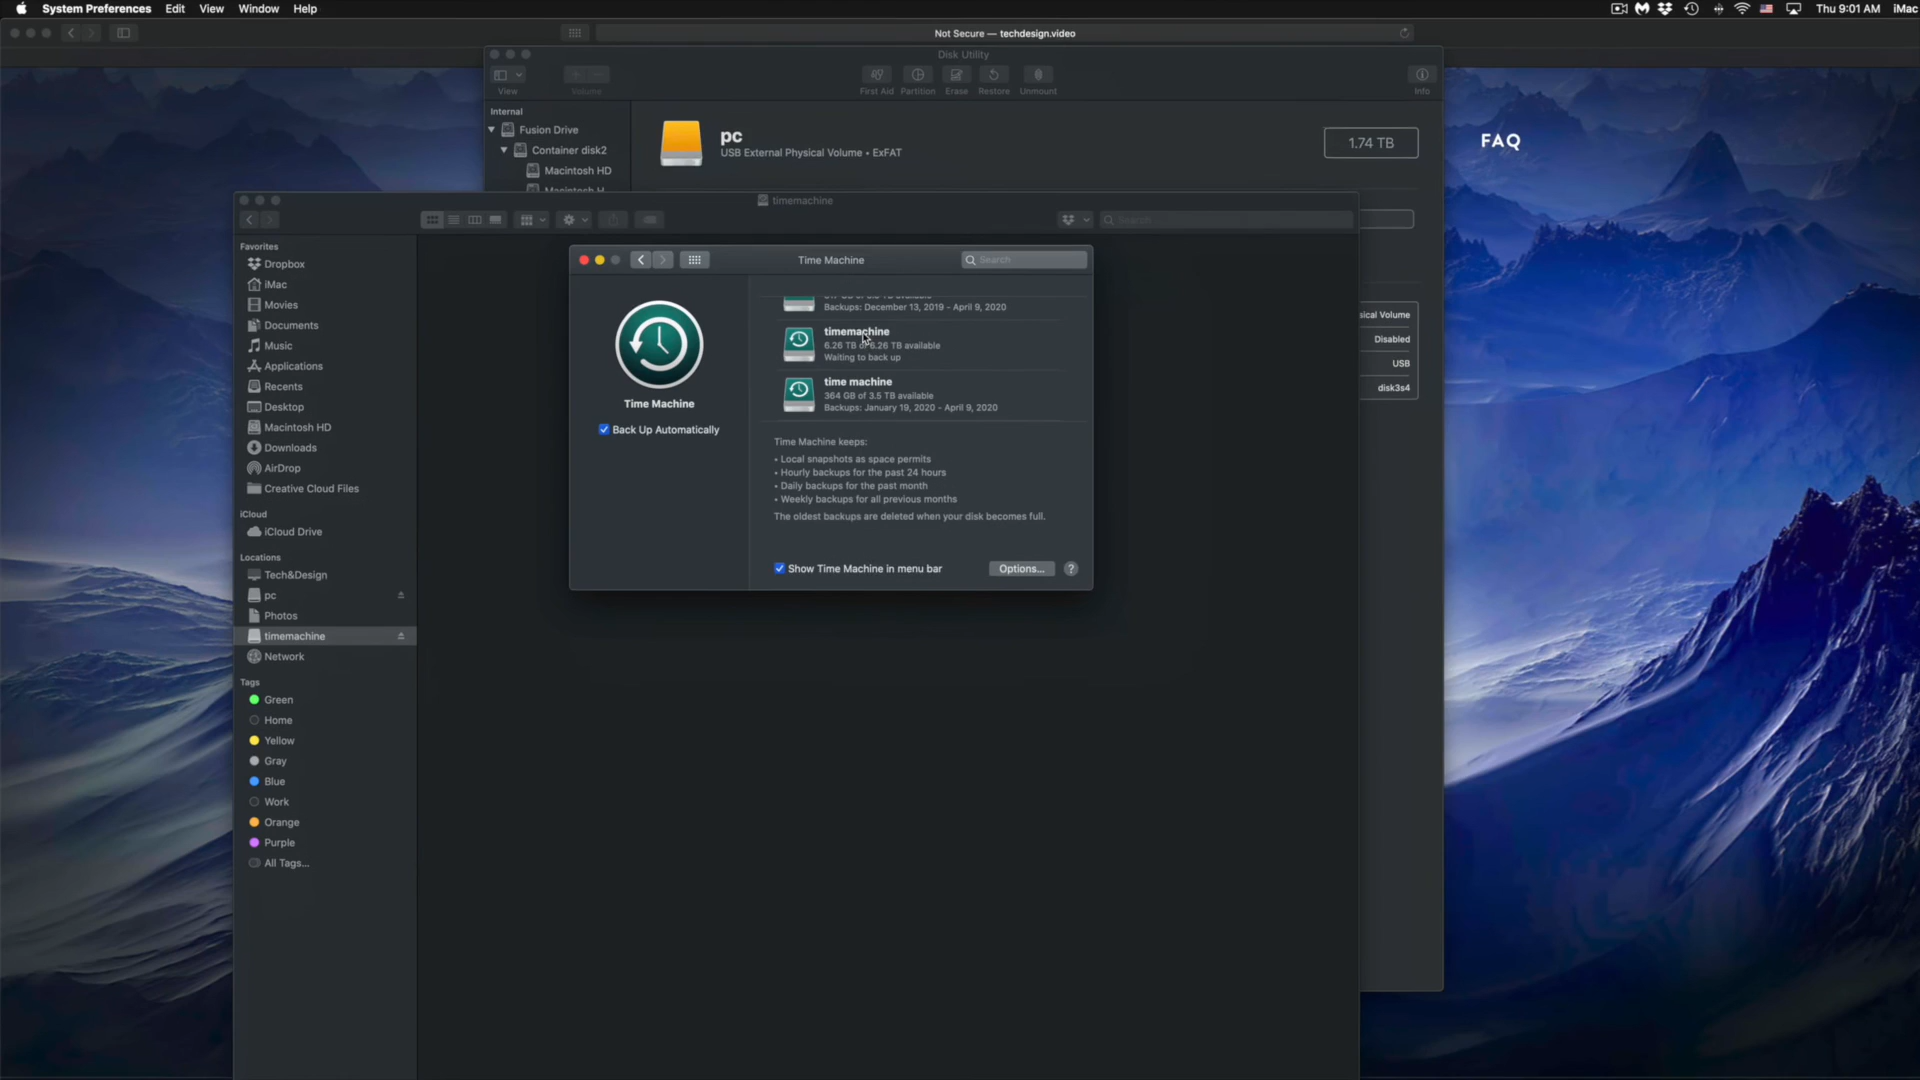 System Preferences Edit View Window Help
Thu 9:01 AM iMac
Not Secure — techdesign.video
Disk Utility
View Volume First Aid Partition Erase Restore Unmount Info
Internal
Fusion Drive
Container disk2
Macintosh HD
pc
USB External Physical Volume • ExFAT
1.74 TB
FAQ
timemachine
Search
Favorites
Dropbox
iMac
Movies
Documents
Music
Applications
Recents
Desktop
Macintosh HD
Downloads
AirDrop
Creative Cloud Files
iCloud
iCloud Drive
Locations
Tech&Design
pc
Photos
timemachine
Network
Tags
Green
Home
Yellow
Gray
Blue
Work
Orange
Purple
All Tags...
Time Machine
Search
Time Machine
Back Up Automatically
Backups: December 13, 2019 - April 9, 2020
timemachine
6.26 TB of 6.26 TB available
Waiting to back up
time machine
364 GB of 3.5 TB available
Backups: January 19, 2020 - April 9, 2020
Time Machine keeps:
• Local snapshots as space permits
• Hourly backups for the past 24 hours
• Daily backups for the past month
• Weekly backups for all previous months
The oldest backups are deleted when your disk becomes full.
Show Time Machine in menu bar
Options...
?
sical Volume
Disabled
USB
disk3s4